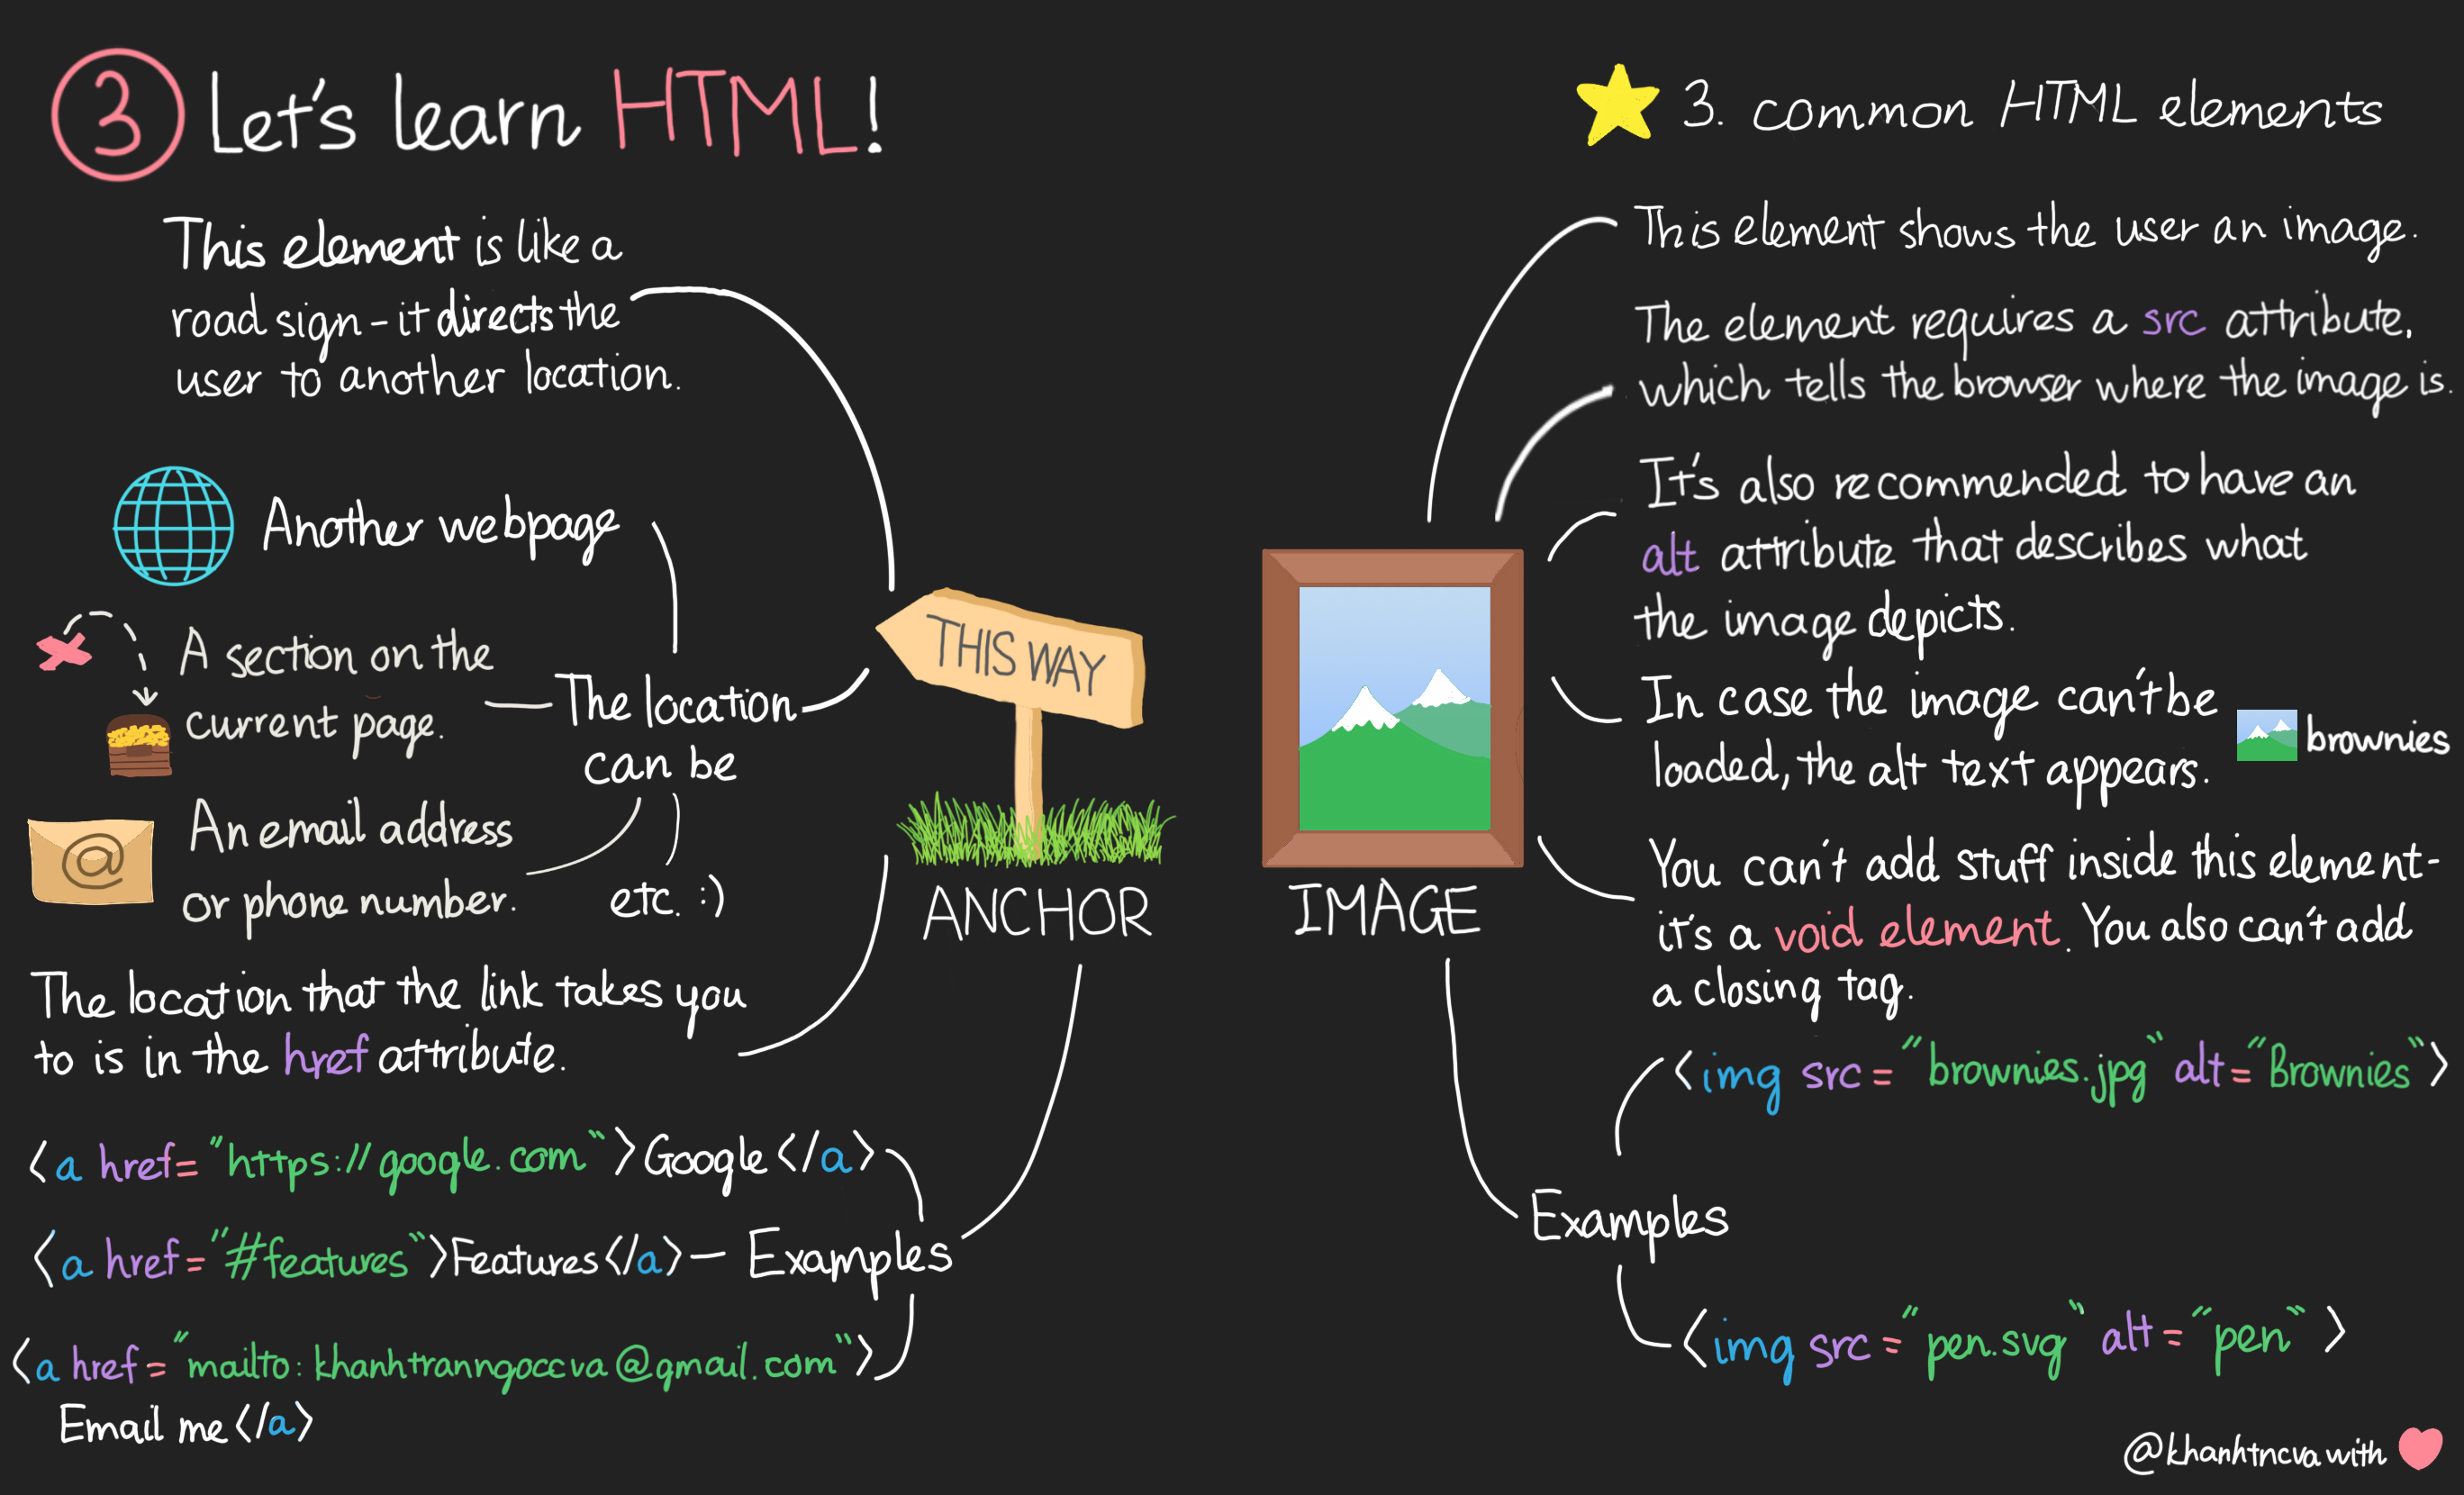 3 Let's learn HTML!
3. common HTML elements
This element is like a
road sign - it directs the
user to another location.
Another webpage
A section on the
current page.
An email address
or phone number.
The location
can be
etc. :)
THIS WAY
ANCHOR
The location that the link takes you
to is in the href attribute.
<a href="https://google.com">Google</a>
<a href="#features">Features</a>
Examples
<a href="mailto:khanhtranngoccva@gmail.com">
Email me</a>
This element shows the user an image.
The element requires a src attribute,
which tells the browser where the image is.
It's also recommended to have an
alt attribute that describes what
the image depicts.
In case the image can't be
loaded, the alt text appears.
brownies
You can't add stuff inside this element-
it's a void element. You also can't add
a closing tag.
IMAGE
<img src="brownies.jpg" alt="Brownies">
Examples
<img src="pen.svg" alt="pen">
@khanhtncva with